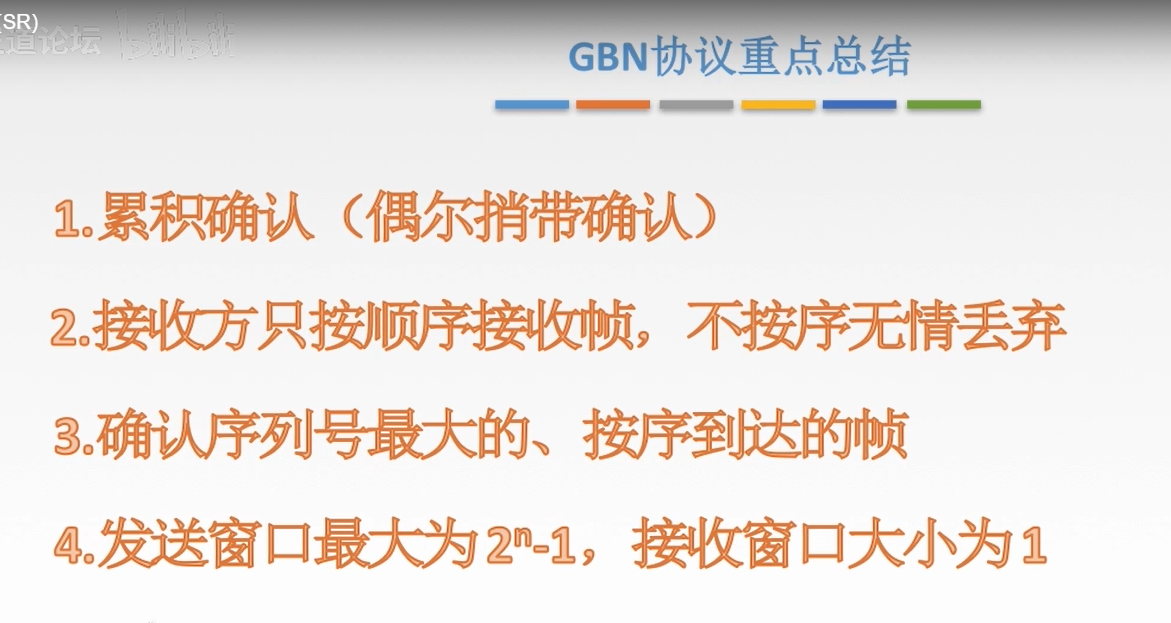 (SR)
道论坛 bilibili
GBN协议重点总结
1.累积确认（偶尔捎带确认）
2.接收方只按顺序接收帧，不按序无情丢弃
3.确认序列号最大的、按序到达的帧
4.发送窗口最大为2ⁿ-1，接收窗口大小为1